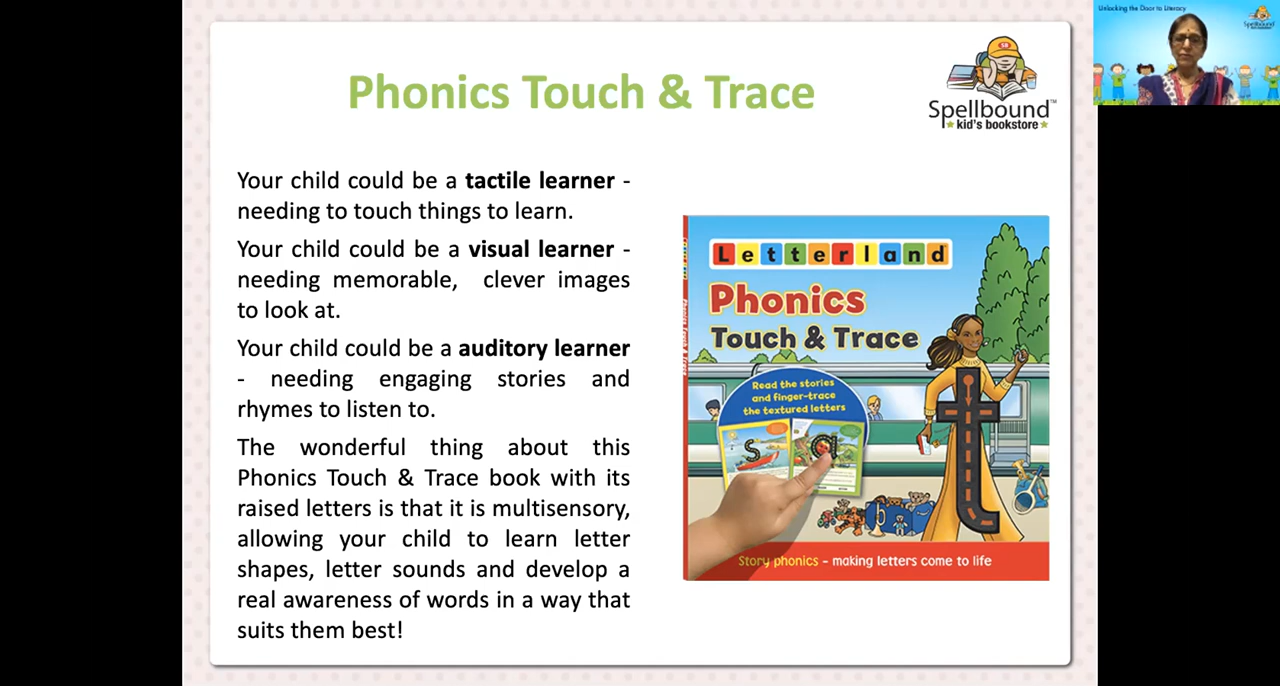 Phonics Touch & Trace
SB
Spellbound™
kid's bookstore
Your child could be a tactile learner -
needing to touch things to learn.
Your child could be a visual learner -
needing memorable, clever images
to look at.
Your child could be a auditory learner
- needing engaging stories and
rhymes to listen to.
The wonderful thing about this
Phonics Touch & Trace book with its
raised letters is that it is multisensory,
allowing your child to learn letter
shapes, letter sounds and develop a
real awareness of words in a way that
suits them best!
Letterland
Phonics
Touch & Trace
Read the stories
and finger-trace
the textured letters
s
a
t
Story phonics - making letters come to life
Unlocking the Door to Literacy
Spellbound